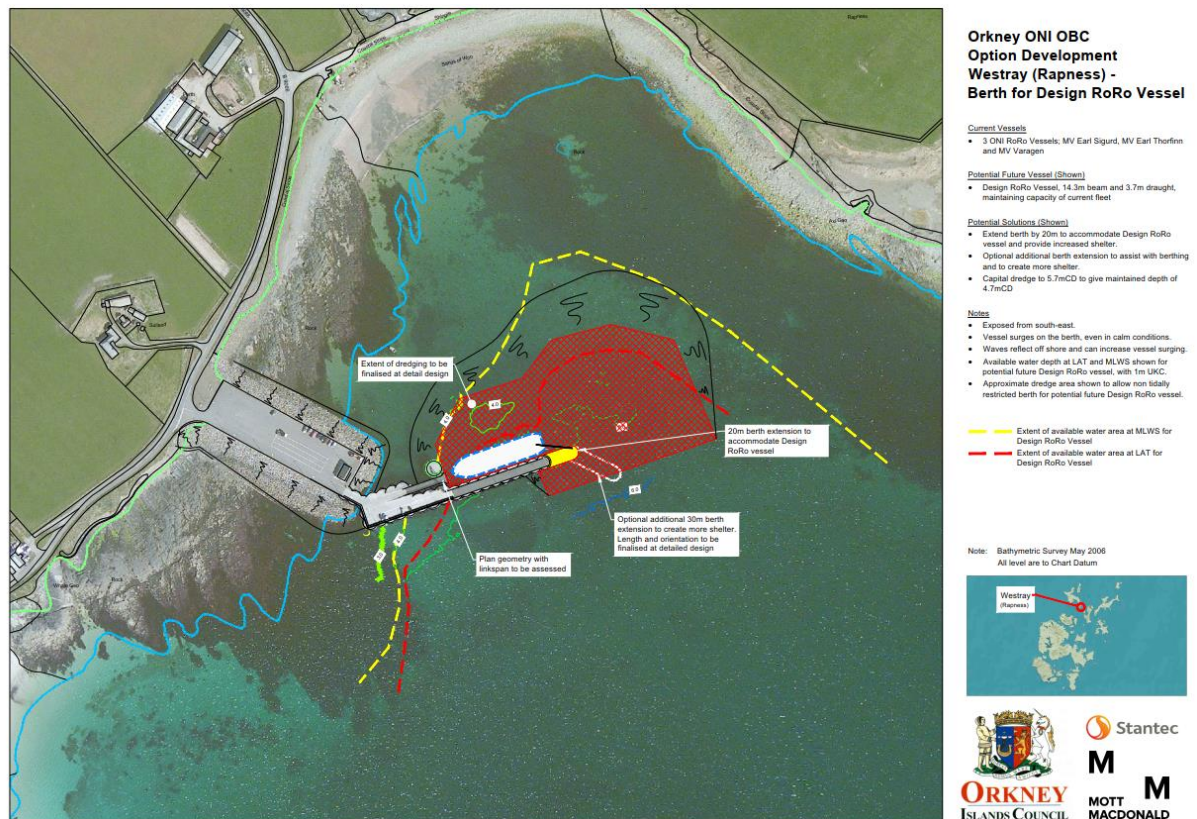 Orkney ONI OBC
Option Development
Westray (Rapness) -
Berth for Design RoRo Vessel
Current Vessels
▪ 3 ONI RoRo Vessels; MV Earl Sigurd, MV Earl Thorfinn
and MV Varagen
Potential Future Vessel (Shown)
▪ Design RoRo Vessel, 14.3m beam and 3.7m draught,
maintaining capacity of current fleet
Potential Solutions (Shown)
▪ Extend berth by 20m to accommodate Design RoRo
vessel and provide increased shelter.
▪ Optional additional berth extension to assist with berthing
and to create more shelter.
▪ Capital dredge to 5.7mCD to give maintained depth of
4.7mCD
Notes
▪ Exposed from south-east.
▪ Vessel surges on the berth, even in calm conditions.
▪ Waves reflect off shore and can increase vessel surging.
▪ Available water depth at LAT and MLWS shown for
potential future Design RoRo vessel, with 1m UKC.
▪ Approximate dredge area shown to allow non tidally
restricted berth for potential future Design RoRo vessel.
Extent of available water area at MLWS for
Design RoRo Vessel
Extent of available water area at LAT for
Design RoRo Vessel
Note: Bathymetric Survey May 2006
All level are to Chart Datum
Westray
(Rapness)
ORKNEY
ISLANDS COUNCIL
Stantec
M
M
MOTT
MACDONALD
Rapness
Extent of dredging to be
finalised at detail design
4.0
20m berth extension to
accommodate Design
RoRo vessel
Optional additional 30m berth
extension to create more shelter.
Length and orientation to be
finalised at detailed design
Plan geometry with
linkspan to be assessed
Rock
Rock